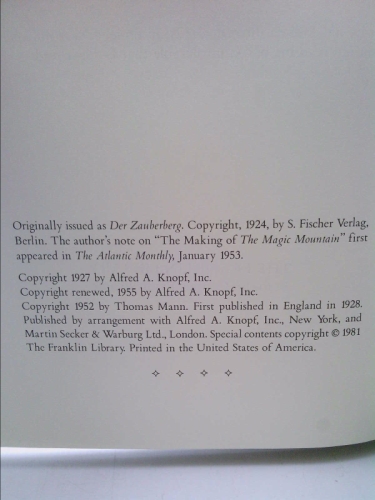 Originally issued as Der Zauberberg. Copyright, 1924, by S. Fischer Verlag,
Berlin. The author's note on "The Making of The Magic Mountain" first
appeared in The Atlantic Monthly, January 1953.
Copyright 1927 by Alfred A. Knopf, Inc.
Copyright renewed, 1955 by Alfred A. Knopf, Inc.
Copyright 1952 by Thomas Mann. First published in England in 1928.
Published by arrangement with Alfred A. Knopf, Inc., New York, and
Martin Secker & Warburg Ltd., London. Special contents copyright © 1981
The Franklin Library. Printed in the United States of America.